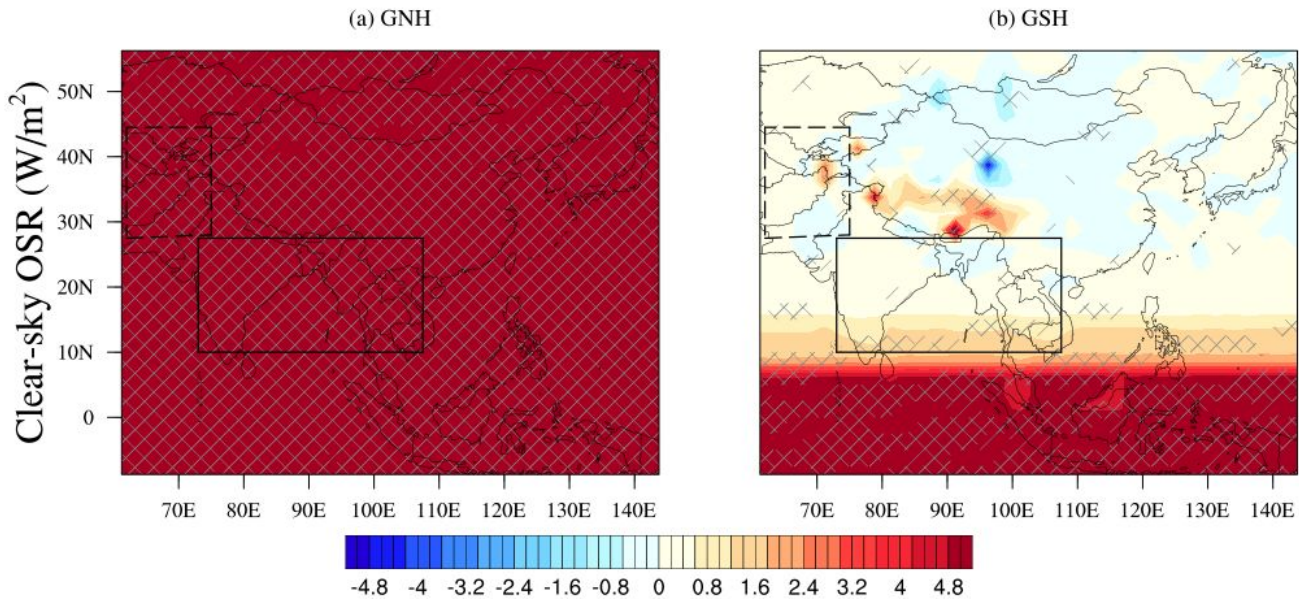 (a) GNH
(b) GSH
Clear-sky OSR (W/m²)
50N
40N
30N
20N
10N
0
70E 80E 90E 100E 110E 120E 130E 140E
70E 80E 90E 100E 110E 120E 130E 140E
-4.8 -4 -3.2 -2.4 -1.6 -0.8 0 0.8 1.6 2.4 3.2 4 4.8